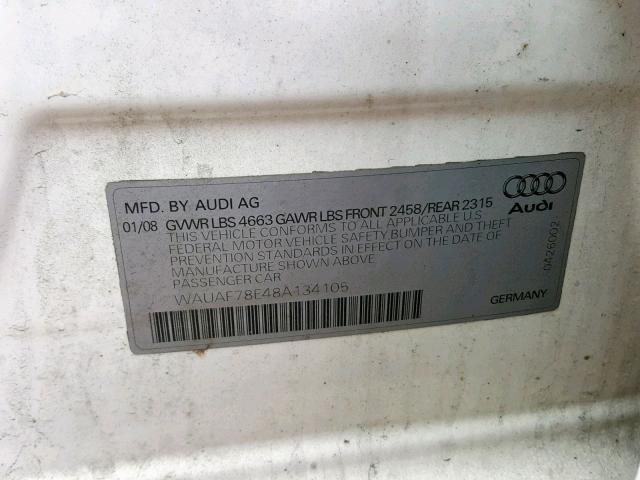 MFD. BY AUDI AG
01/08 GVWR LBS 4663 GAWR LBS FRONT 2458/REAR 2315
THIS VEHICLE CONFORMS TO ALL APPLICABLE U.S
FEDERAL MOTOR VEHICLE SAFETY, BUMPER AND THEFT
PREVENTION STANDARDS IN EFFECT ON THE DATE
OF MANUFACTURE SHOWN ABOVE
PASSENGER CAR
WAUAF78E48A134105
Audi
0A26002
GERMANY